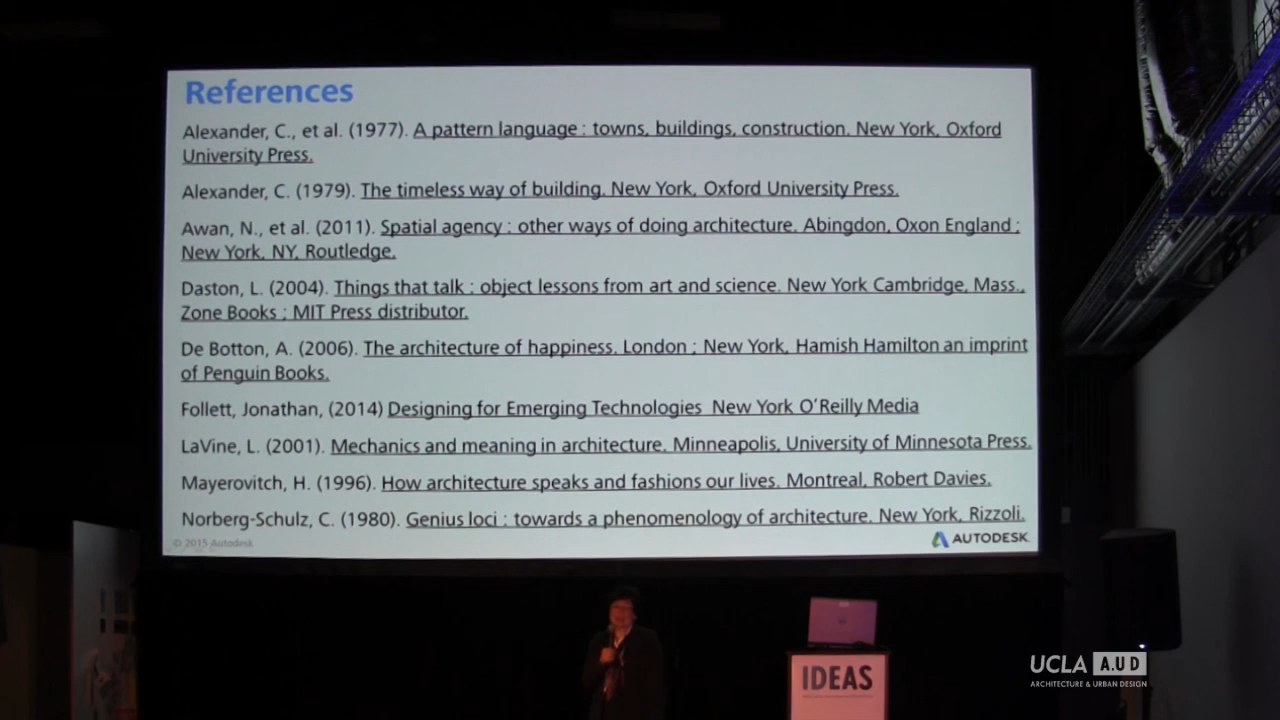 References
Alexander, C., et al. (1977). A pattern language : towns, buildings, construction. New York, Oxford
University Press.
Alexander, C. (1979). The timeless way of building. New York, Oxford University Press.
Awan, N., et al. (2011). Spatial agency : other ways of doing architecture. Abingdon, Oxon England ;
New York, NY, Routledge.
Daston, L. (2004). Things that talk : object lessons from art and science. New York Cambridge, Mass.,
Zone Books ; MIT Press distributor.
De Botton, A. (2006). The architecture of happiness. London ; New York, Hamish Hamilton an imprint
of Penguin Books.
Follett, Jonathan, (2014) Designing for Emerging Technologies  New York O'Reilly Media
LaVine, L. (2001). Mechanics and meaning in architecture. Minneapolis, University of Minnesota Press.
Mayerovitch, H. (1996). How architecture speaks and fashions our lives. Montreal, Robert Davies.
Norberg-Schulz, C. (1980). Genius loci : towards a phenomenology of architecture. New York, Rizzoli.
© 2015 Autodesk
AUTODESK
IDEAS
UCLA A.UD
ARCHITECTURE & URBAN DESIGN